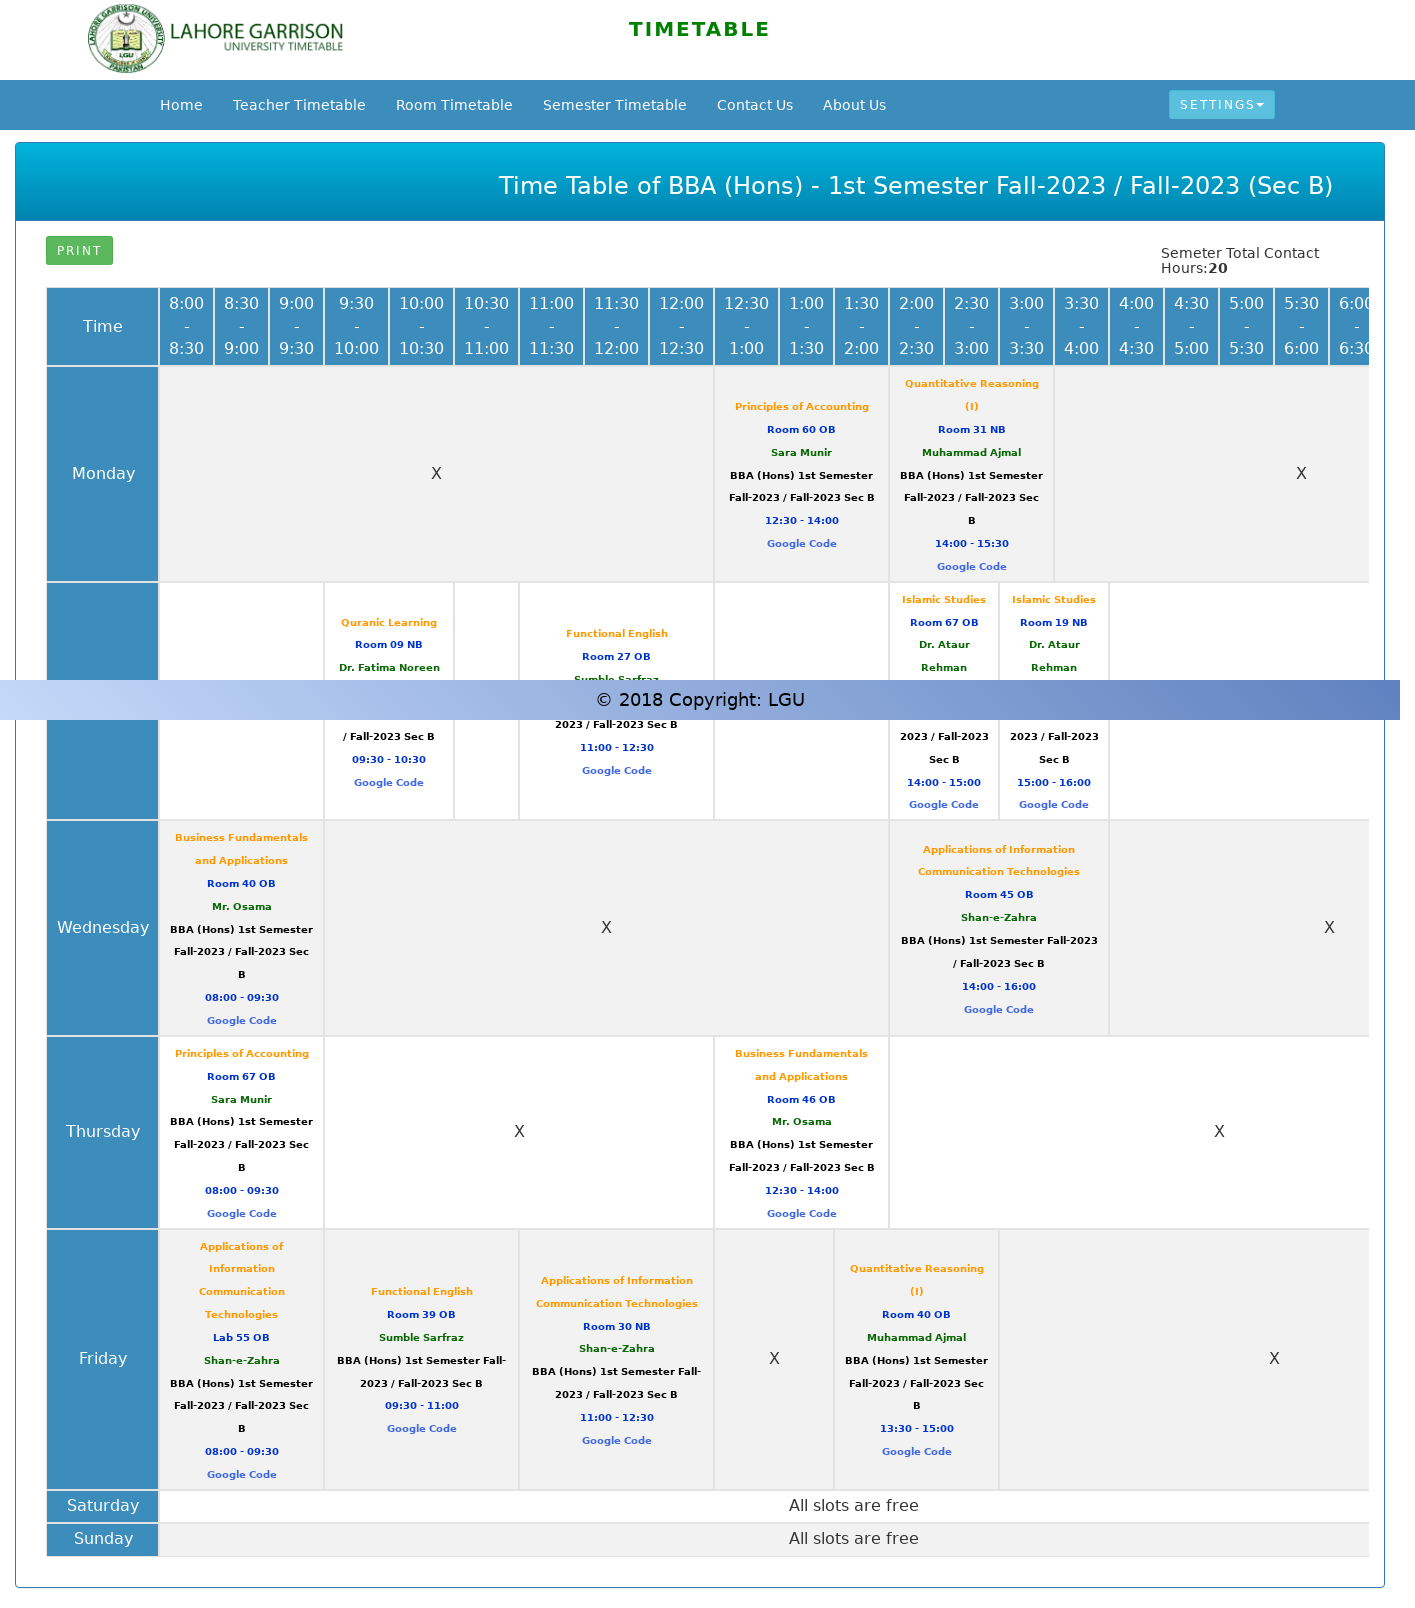 LAHORE GARRISON
UNIVERSITY TIMETABLE
TIMETABLE
Home Teacher Timetable Room Timetable Semester Timetable Contact Us About Us SETTINGS
Time Table of BBA (Hons) - 1st Semester Fall-2023 / Fall-2023 (Sec B)
PRINT
Semeter Total Contact
Hours:20
Time
8:00 - 8:30
8:30 - 9:00
9:00 - 9:30
9:30 - 10:00
10:00 - 10:30
10:30 - 11:00
11:00 - 11:30
11:30 - 12:00
12:00 - 12:30
12:30 - 1:00
1:00 - 1:30
1:30 - 2:00
2:00 - 2:30
2:30 - 3:00
3:00 - 3:30
3:30 - 4:00
4:00 - 4:30
4:30 - 5:00
5:00 - 5:30
5:30 - 6:00
6:00 - 6:30
Monday
X
Principles of Accounting
Room 60 OB
Sara Munir
BBA (Hons) 1st Semester
Fall-2023 / Fall-2023 Sec B
12:30 - 14:00
Google Code
Quantitative Reasoning
(I)
Room 31 NB
Muhammad Ajmal
BBA (Hons) 1st Semester
Fall-2023 / Fall-2023 Sec
B
14:00 - 15:30
Google Code
X
Quranic Learning
Room 09 NB
Dr. Fatima Noreen
/ Fall-2023 Sec B
09:30 - 10:30
Google Code
Functional English
Room 27 OB
Sumble Sarfraz
2023 / Fall-2023 Sec B
11:00 - 12:30
Google Code
Islamic Studies
Room 67 OB
Dr. Ataur
Rehman
2023 / Fall-2023
Sec B
14:00 - 15:00
Google Code
Islamic Studies
Room 19 NB
Dr. Ataur
Rehman
2023 / Fall-2023
Sec B
15:00 - 16:00
Google Code
© 2018 Copyright: LGU
Wednesday
Business Fundamentals
and Applications
Room 40 OB
Mr. Osama
BBA (Hons) 1st Semester
Fall-2023 / Fall-2023 Sec
B
08:00 - 09:30
Google Code
X
Applications of Information
Communication Technologies
Room 45 OB
Shan-e-Zahra
BBA (Hons) 1st Semester Fall-2023
/ Fall-2023 Sec B
14:00 - 16:00
Google Code
X
Thursday
Principles of Accounting
Room 67 OB
Sara Munir
BBA (Hons) 1st Semester
Fall-2023 / Fall-2023 Sec
B
08:00 - 09:30
Google Code
X
Business Fundamentals
and Applications
Room 46 OB
Mr. Osama
BBA (Hons) 1st Semester
Fall-2023 / Fall-2023 Sec B
12:30 - 14:00
Google Code
X
Friday
Applications of
Information
Communication
Technologies
Lab 55 OB
Shan-e-Zahra
BBA (Hons) 1st Semester
Fall-2023 / Fall-2023 Sec
B
08:00 - 09:30
Google Code
Functional English
Room 39 OB
Sumble Sarfraz
BBA (Hons) 1st Semester Fall-
2023 / Fall-2023 Sec B
09:30 - 11:00
Google Code
Applications of Information
Communication Technologies
Room 30 NB
Shan-e-Zahra
BBA (Hons) 1st Semester Fall-
2023 / Fall-2023 Sec B
11:00 - 12:30
Google Code
X
Quantitative Reasoning
(I)
Room 40 OB
Muhammad Ajmal
BBA (Hons) 1st Semester
Fall-2023 / Fall-2023 Sec
B
13:30 - 15:00
Google Code
X
Saturday
All slots are free
Sunday
All slots are free